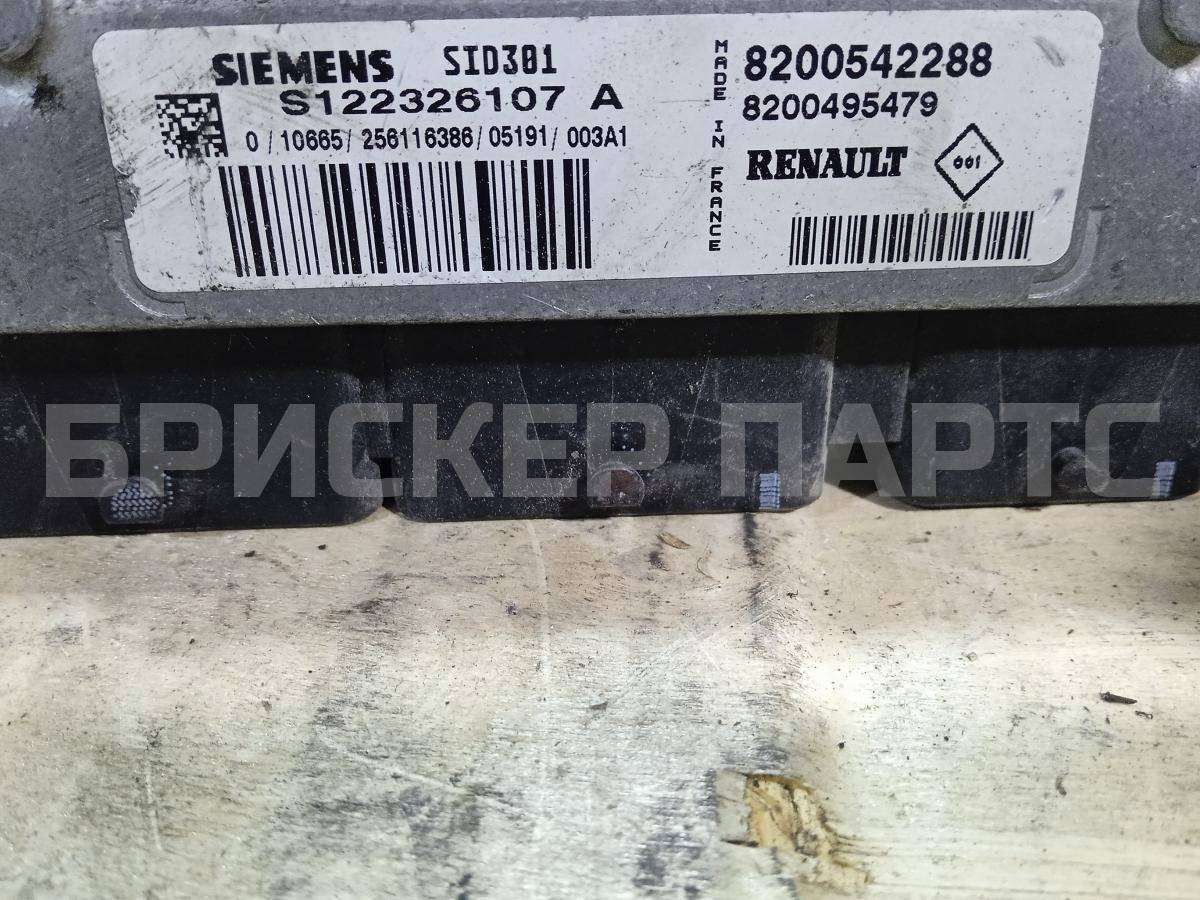 SIEMENS SID301
S122326107 A
0 / 10665 / 256116386 / 05191 / 003A1
MADE IN FRANCE
8200542288
8200495479
RENAULT 001
БРИСКЕР ПАРТС